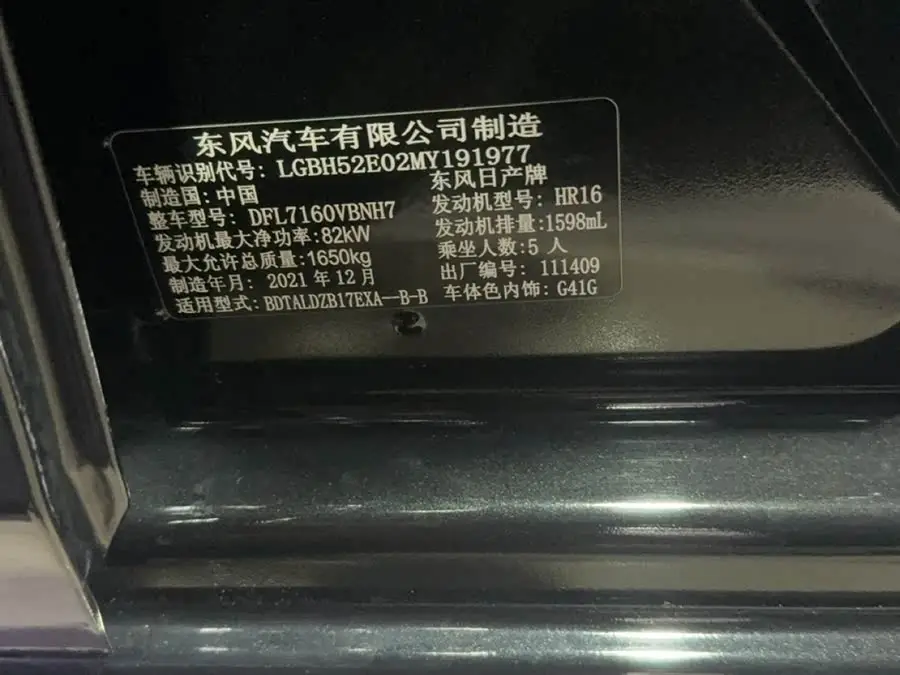 东风汽车有限公司制造
车辆识别代号: LGBH52E02MY191977
制造国: 中国 东风日产牌
整车型号: DFL7160VBNH7 发动机型号: HR16
发动机最大净功率:82kW 发动机排量:1598mL
最大允许总质量:1650kg 乘坐人数:5 人
制造年月: 2021 年 12 月 出厂编号: 111409
适用型式: BDTALDZB17EXA--B-B 车体色内饰: G41G